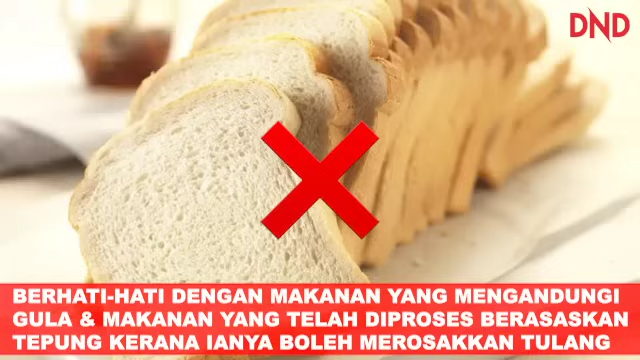 DND
BERHATI-HATI DENGAN MAKANAN YANG MENGANDUNGI
GULA & MAKANAN YANG TELAH DIPROSES BERASASKAN
TEPUNG KERANA IANYA BOLEH MEROSAKKAN TULANG